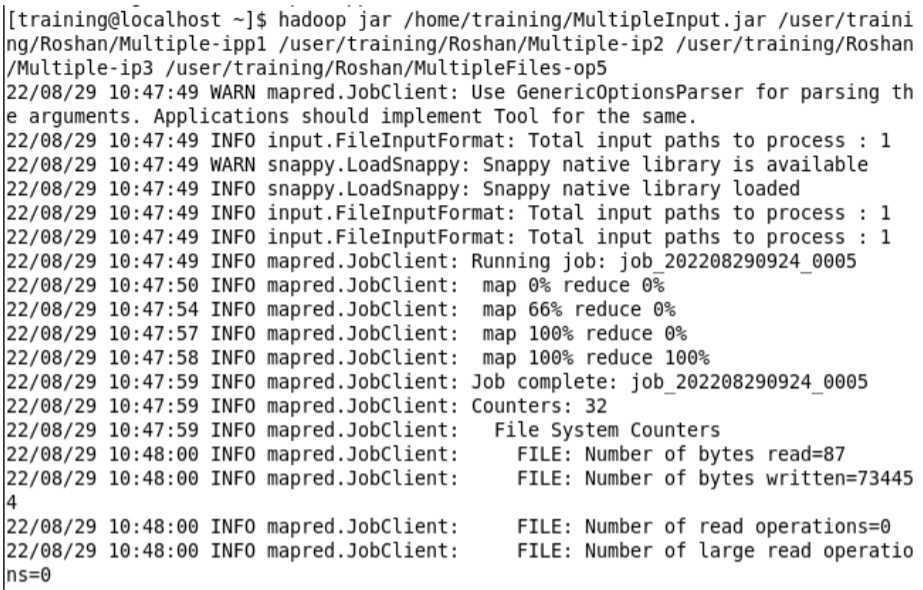 [training@localhost ~]$ hadoop jar /home/training/MultipleInput.jar /user/traini
ng/Roshan/Multiple-ipp1 /user/training/Roshan/Multiple-ip2 /user/training/Roshan
/Multiple-ip3 /user/training/Roshan/MultipleFiles-op5
22/08/29 10:47:49 WARN mapred.JobClient: Use GenericOptionsParser for parsing th
e arguments. Applications should implement Tool for the same.
22/08/29 10:47:49 INFO input.FileInputFormat: Total input paths to process : 1
22/08/29 10:47:49 WARN snappy.LoadSnappy: Snappy native library is available
22/08/29 10:47:49 INFO snappy.LoadSnappy: Snappy native library loaded
22/08/29 10:47:49 INFO input.FileInputFormat: Total input paths to process : 1
22/08/29 10:47:49 INFO input.FileInputFormat: Total input paths to process : 1
22/08/29 10:47:49 INFO mapred.JobClient: Running job: job_202208290924_0005
22/08/29 10:47:50 INFO mapred.JobClient:  map 0% reduce 0%
22/08/29 10:47:54 INFO mapred.JobClient:  map 66% reduce 0%
22/08/29 10:47:57 INFO mapred.JobClient:  map 100% reduce 0%
22/08/29 10:47:58 INFO mapred.JobClient:  map 100% reduce 100%
22/08/29 10:47:59 INFO mapred.JobClient: Job complete: job_202208290924_0005
22/08/29 10:47:59 INFO mapred.JobClient: Counters: 32
22/08/29 10:47:59 INFO mapred.JobClient:   File System Counters
22/08/29 10:48:00 INFO mapred.JobClient:     FILE: Number of bytes read=87
22/08/29 10:48:00 INFO mapred.JobClient:     FILE: Number of bytes written=73445
4
22/08/29 10:48:00 INFO mapred.JobClient:     FILE: Number of read operations=0
22/08/29 10:48:00 INFO mapred.JobClient:     FILE: Number of large read operatio
ns=0